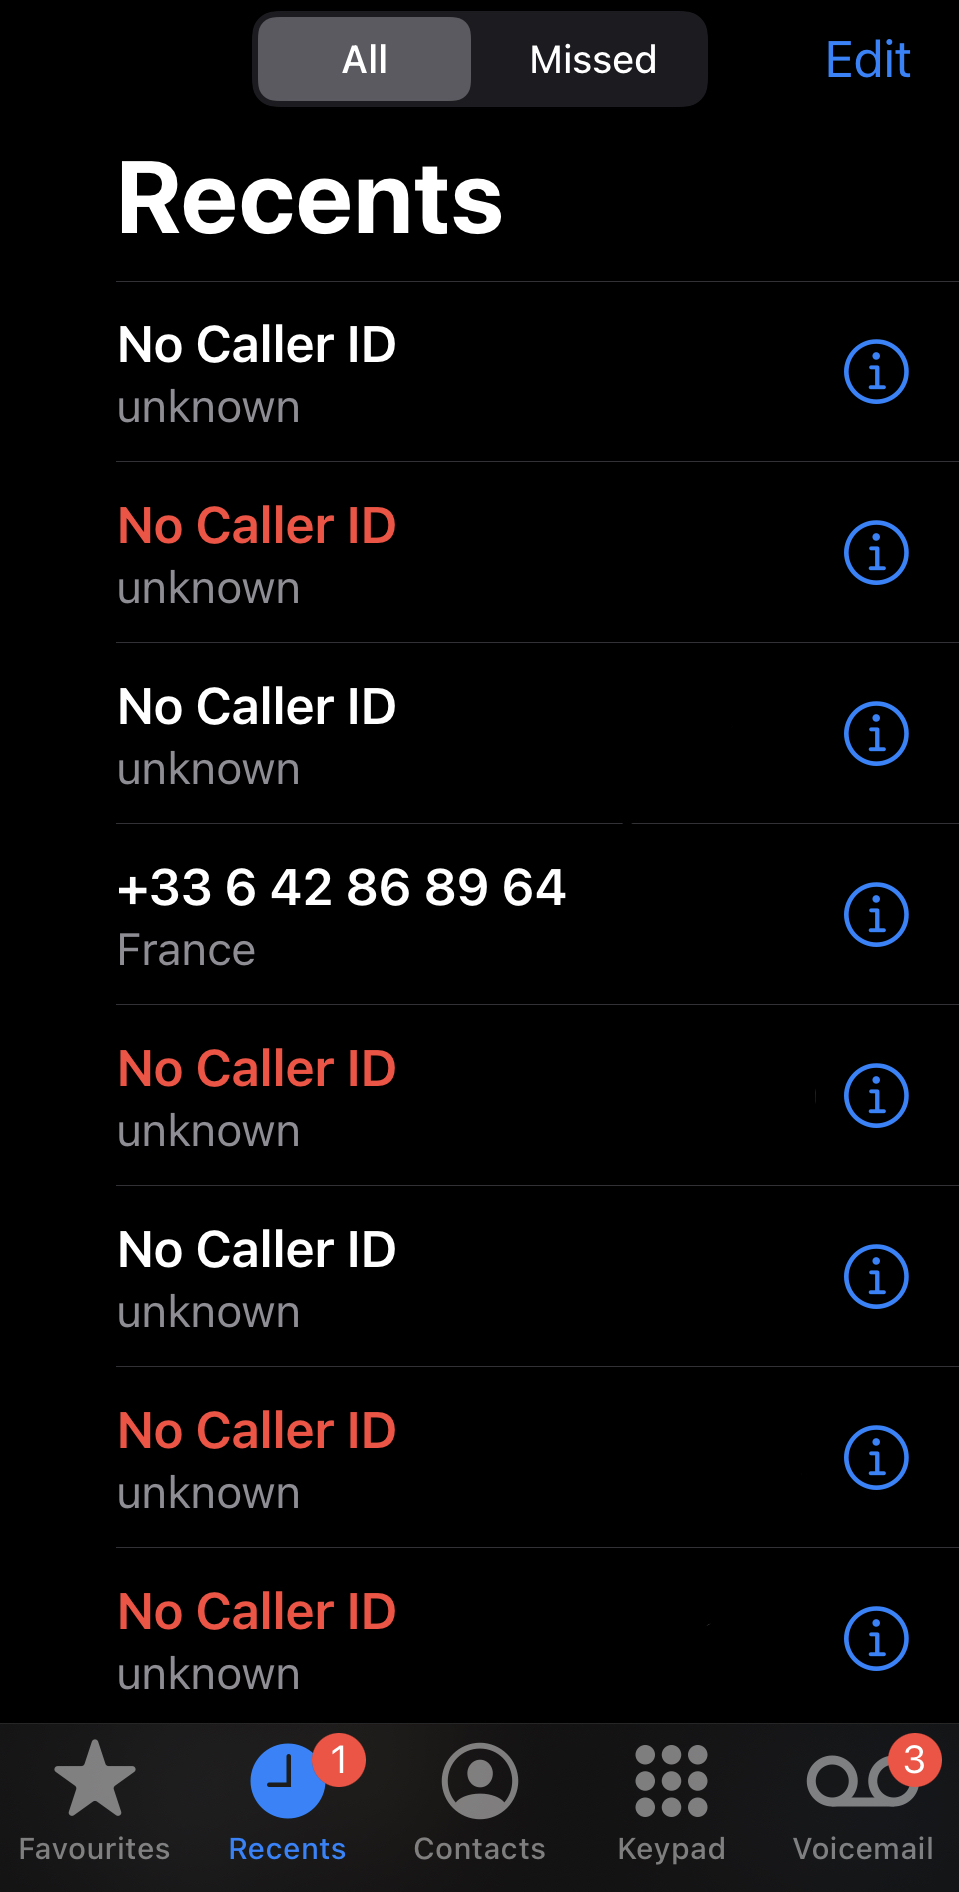 All Missed Edit
Recents
No Caller ID
unknown
No Caller ID
unknown
No Caller ID
unknown
+33 6 42 86 89 64
France
No Caller ID
unknown
No Caller ID
unknown
No Caller ID
unknown
No Caller ID
unknown
1 3
Favourites Recents Contacts Keypad Voicemail